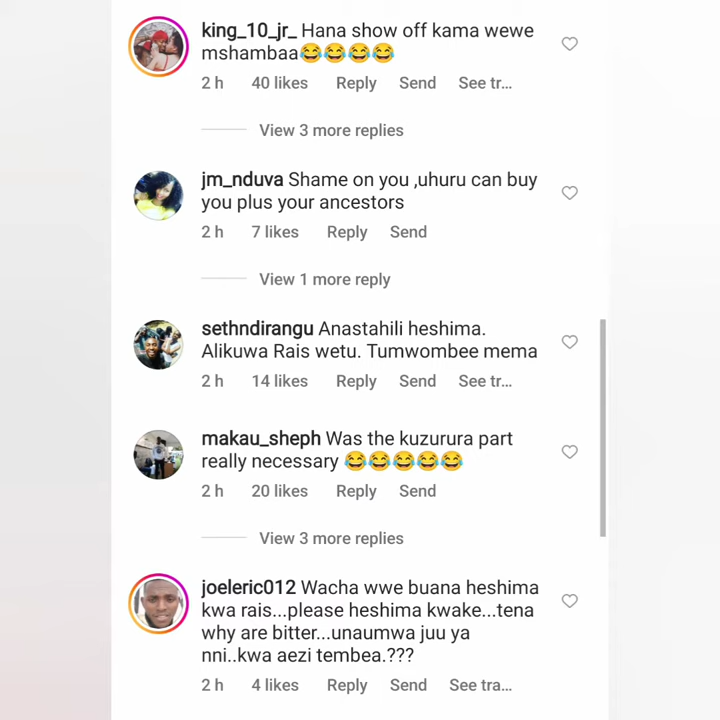 king_10_jr_ Hana show off kama wewe
mshambaa😂😂😂😂
2 h 40 likes Reply Send See tr...
View 3 more replies
jm_nduva Shame on you ,uhuru can buy
you plus your ancestors
2 h 7 likes Reply Send
View 1 more reply
sethndirangu Anastahili heshima.
Alikuwa Rais wetu. Tumwombee mema
2 h 14 likes Reply Send See tr...
makau_sheph Was the kuzurura part
really necessary 😂😂😂😂😂
2 h 20 likes Reply Send
View 3 more replies
joeleric012 Wacha wwe buana heshima
kwa rais...please heshima kwake...tena
why are bitter...unaumwa juu ya
nni..kwa aezi tembea.???
2 h 4 likes Reply Send See tra...